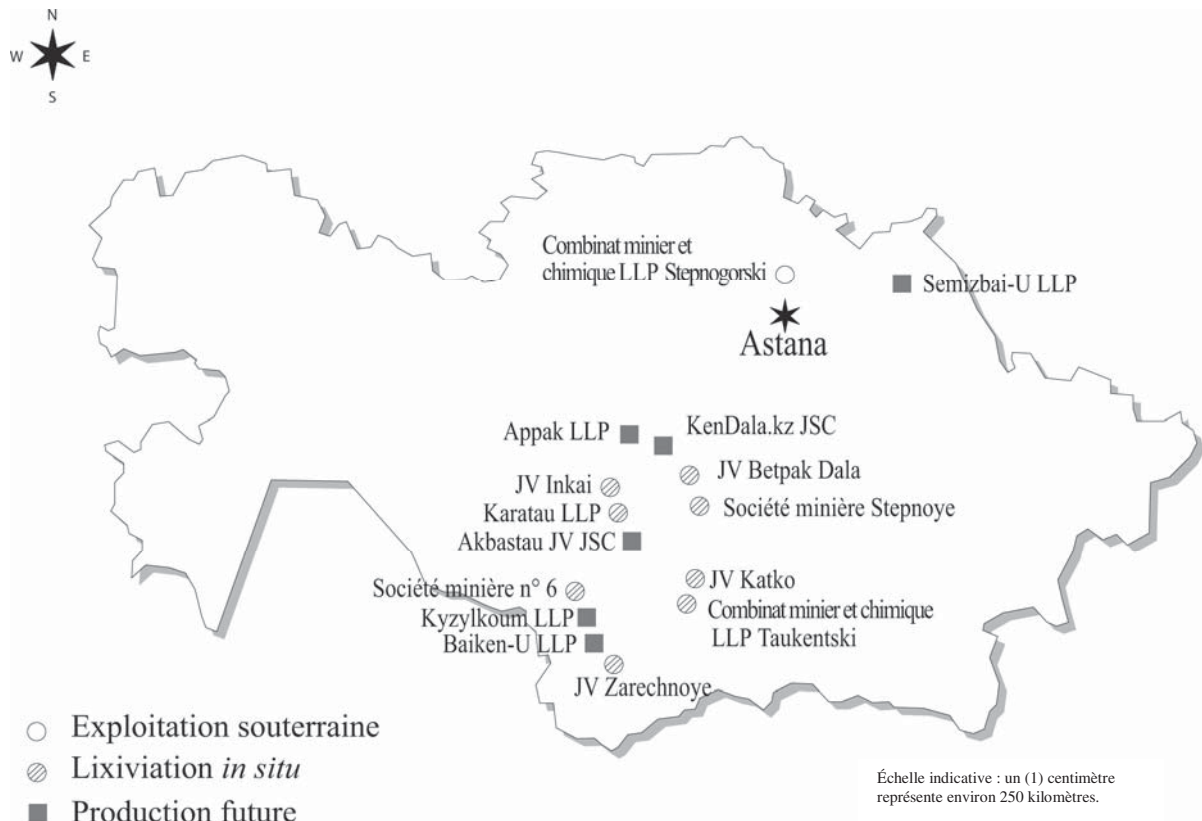 N
W E
S
Combinat minier et
chimique LLP Stepnogorski
Semizbai-U LLP
Astana
Appak LLP
KenDala.kz JSC
JV Betpak Dala
JV Inkai
Karatau LLP
Société minière Stepnoye
Akbastau JV JSC
JV Katko
Société minière n° 6
Combinat minier et chimique
LLP Taukentski
Kyzylkoum LLP
Baiken-U LLP
JV Zarechnoye
Exploitation souterraine
Lixiviation in situ
Production future
Échelle indicative : un (1) centimètre
représente environ 250 kilomètres.